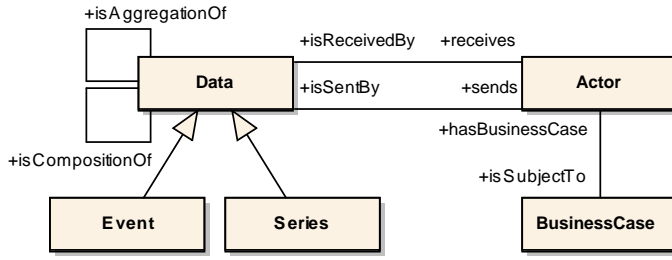 +isAggregationOf
+isReceivedBy +receives
Data
Actor
+isSentBy +sends
+hasBusinessCase
+isCompositionOf
+isSubjectTo
Event
Series
BusinessCase